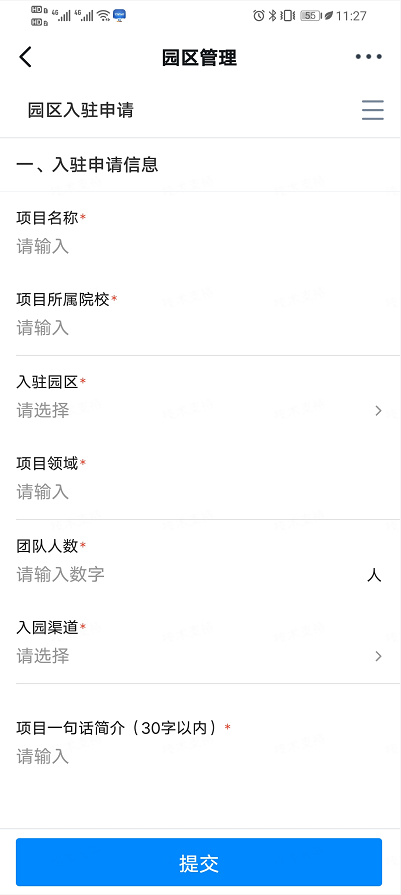 11:27
55
园区管理
园区入驻申请
一、入驻申请信息
项目名称*
请输入
项目所属院校*
请输入
入驻园区*
请选择
项目领域*
请输入
团队人数*
请输入数字 人
入园渠道*
请选择
项目一句话简介（30字以内）*
请输入
提交